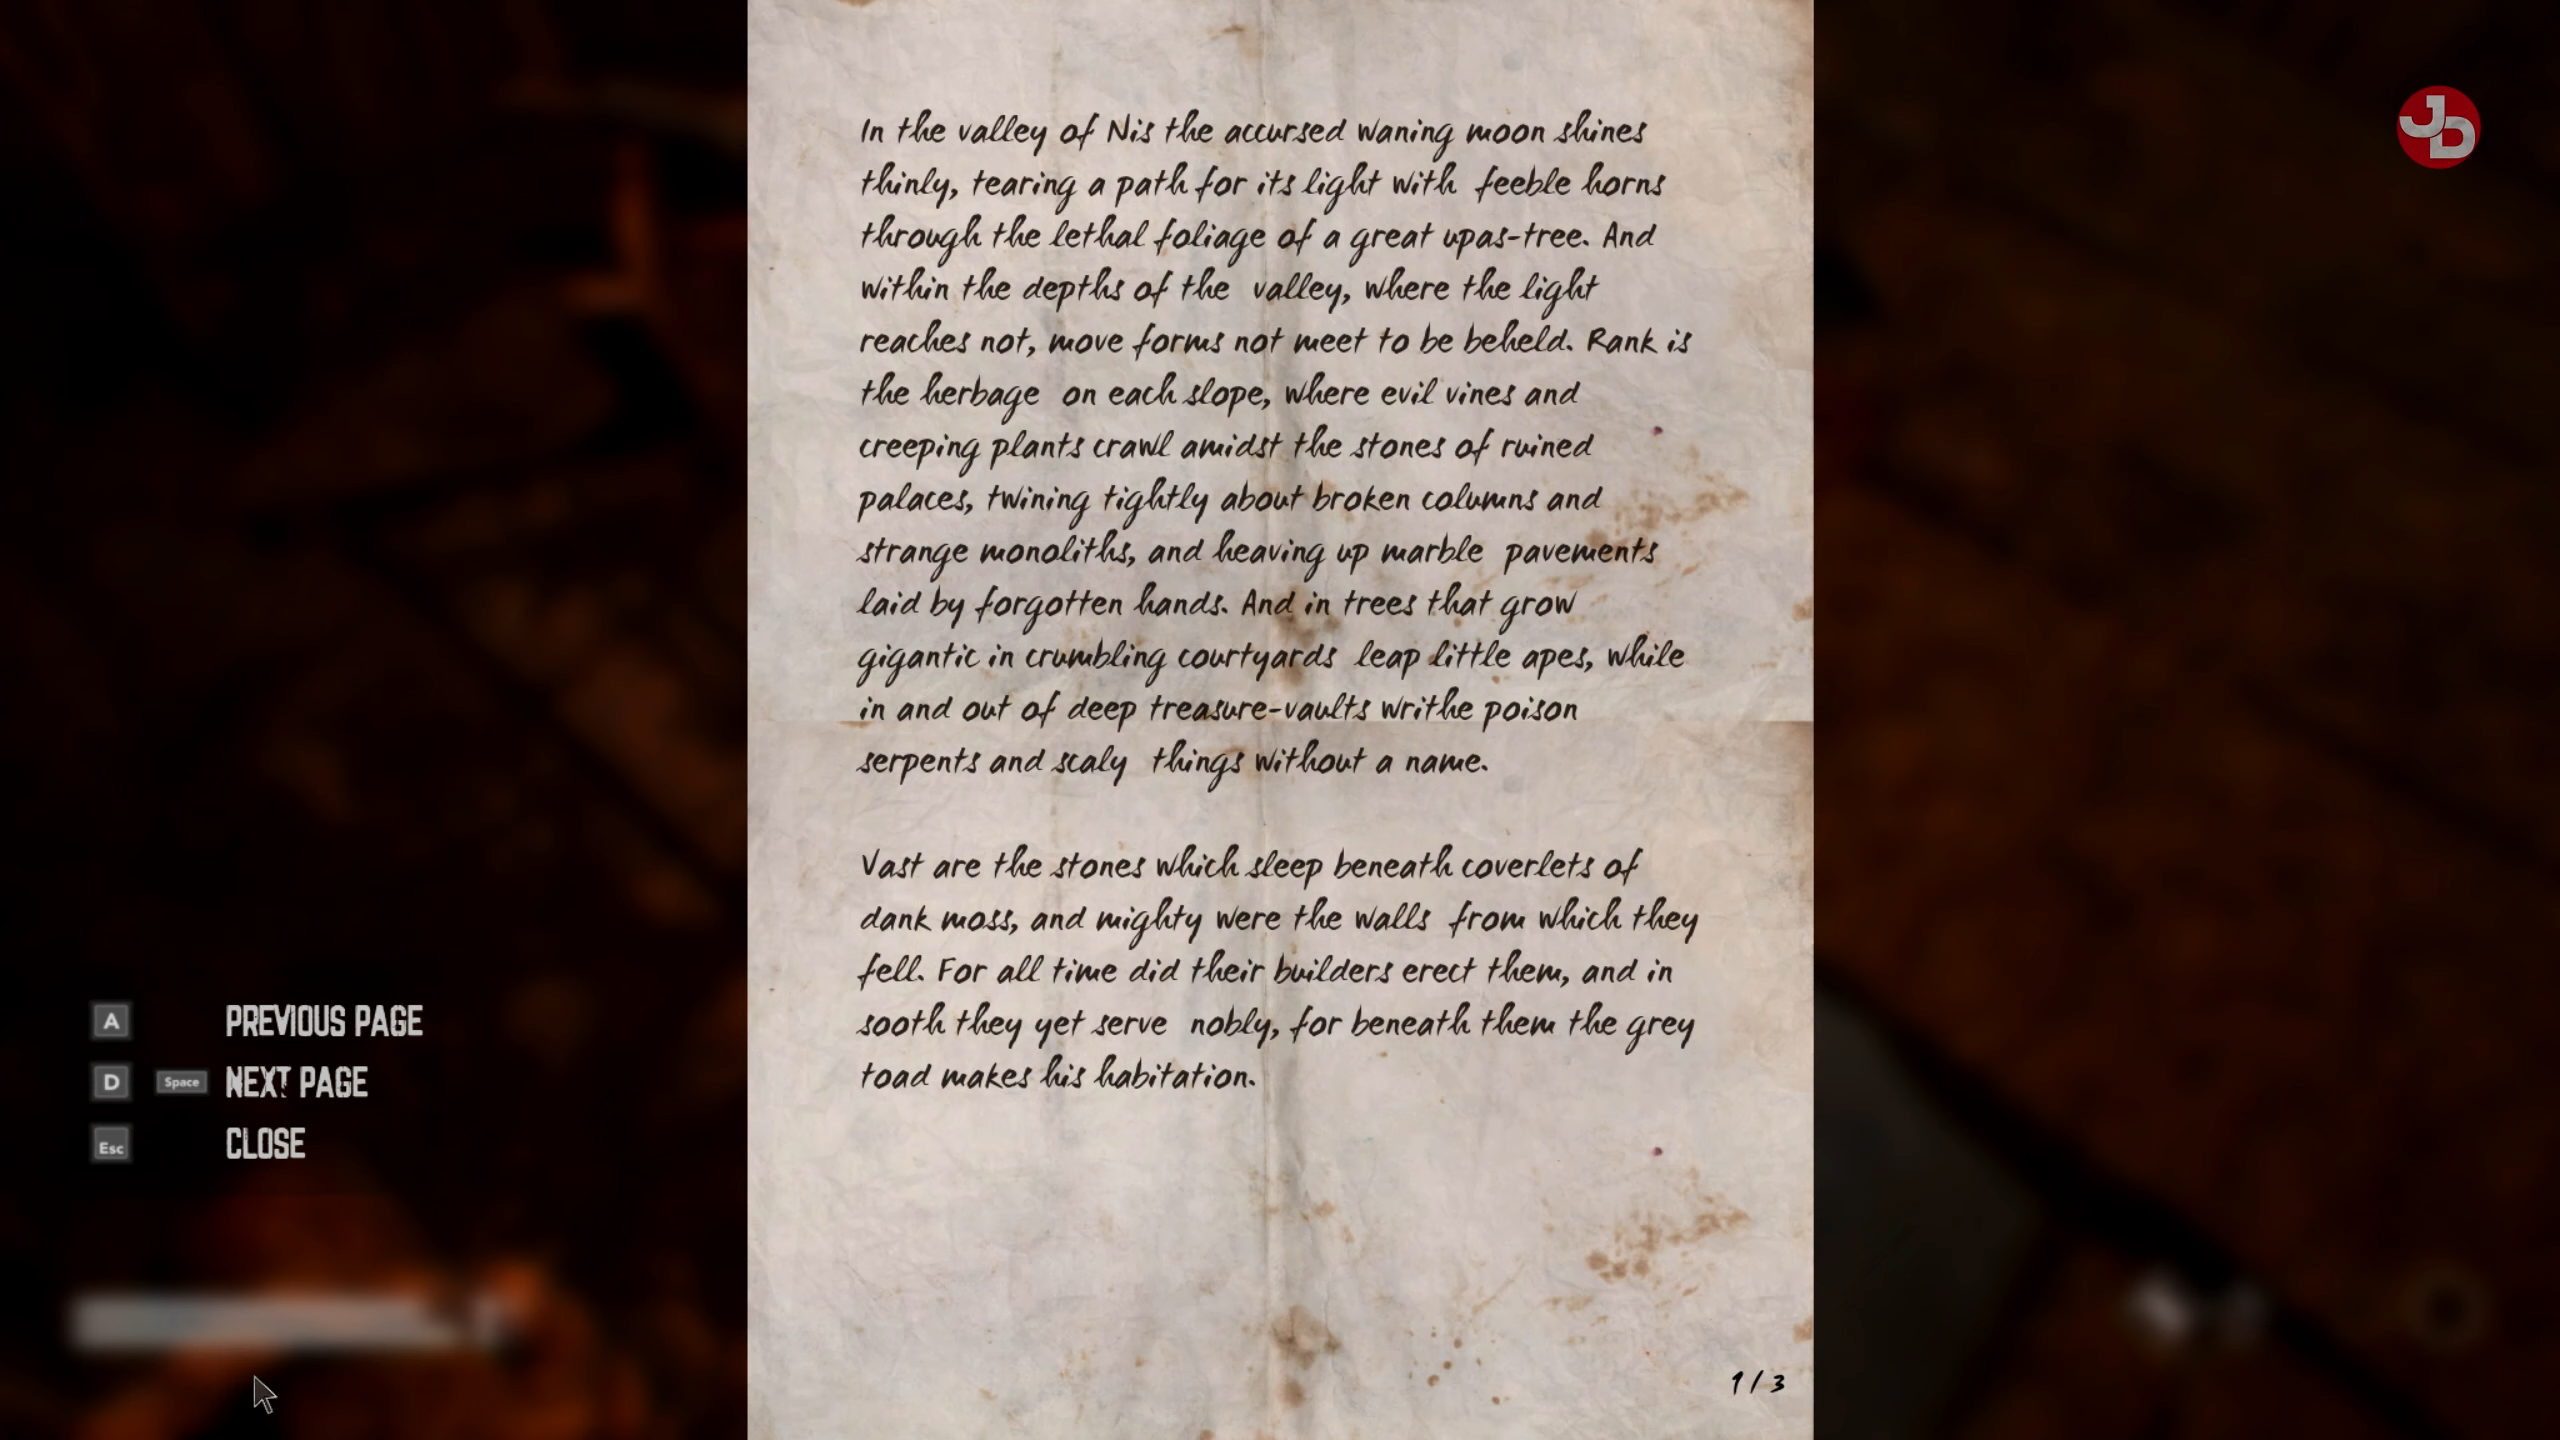 In the valley of Nis the accursed waning moon shines
thinly, tearing a path for its light with feeble horns
through the lethal foliage of a great upas-tree. And
within the depths of the valley, where the light
reaches not, move forms not meet to be beheld. Rank is
the herbage on each slope, where evil vines and
creeping plants crawl amidst the stones of ruined
palaces, twining tightly about broken columns and
strange monoliths, and heaving up marble pavements
laid by forgotten hands. And in trees that grow
gigantic in crumbling courtyards leap little apes, while
in and out of deep treasure-vaults writhe poison
serpents and scaly things without a name.
Vast are the stones which sleep beneath coverlets of
dank moss, and mighty were the walls from which they
fell. For all time did their builders erect them, and in
sooth they yet serve nobly, for beneath them the grey
toad makes his habitation.
1/3
A PREVIOUS PAGE
D Space NEXT PAGE
Esc CLOSE
JD